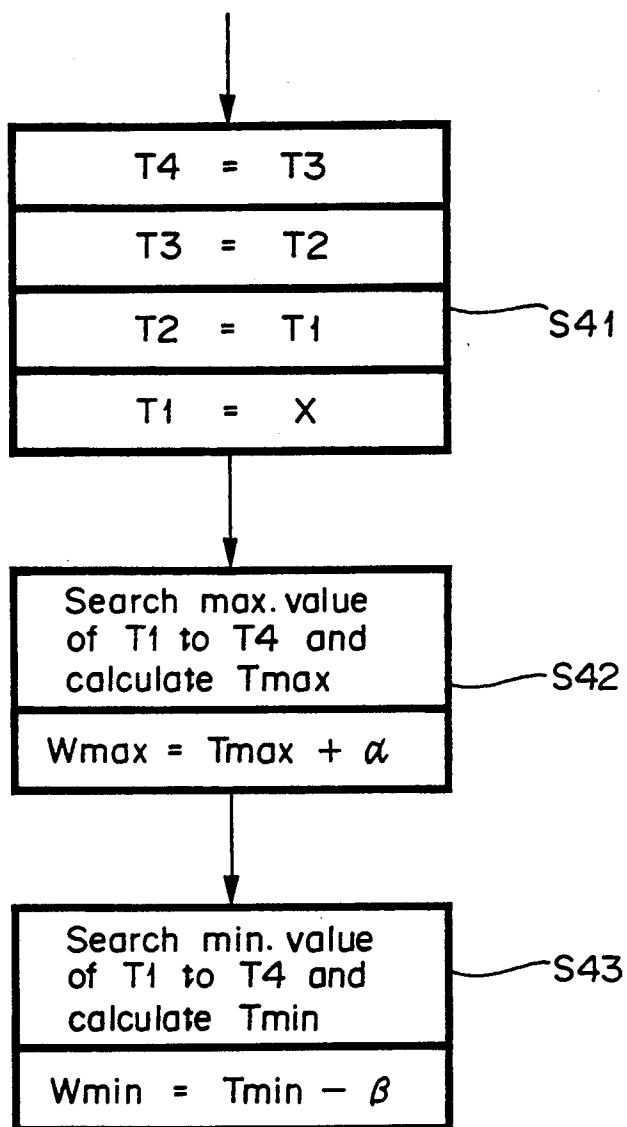 T4 = T3
T3 = T2
T2 = T1
T1 = X
S41
Search max. value
of T1 to T4 and
calculate Tmax
S42
Wmax = Tmax + α
Search min. value
of T1 to T4 and
calculate Tmin
S43
Wmin = Tmin − β